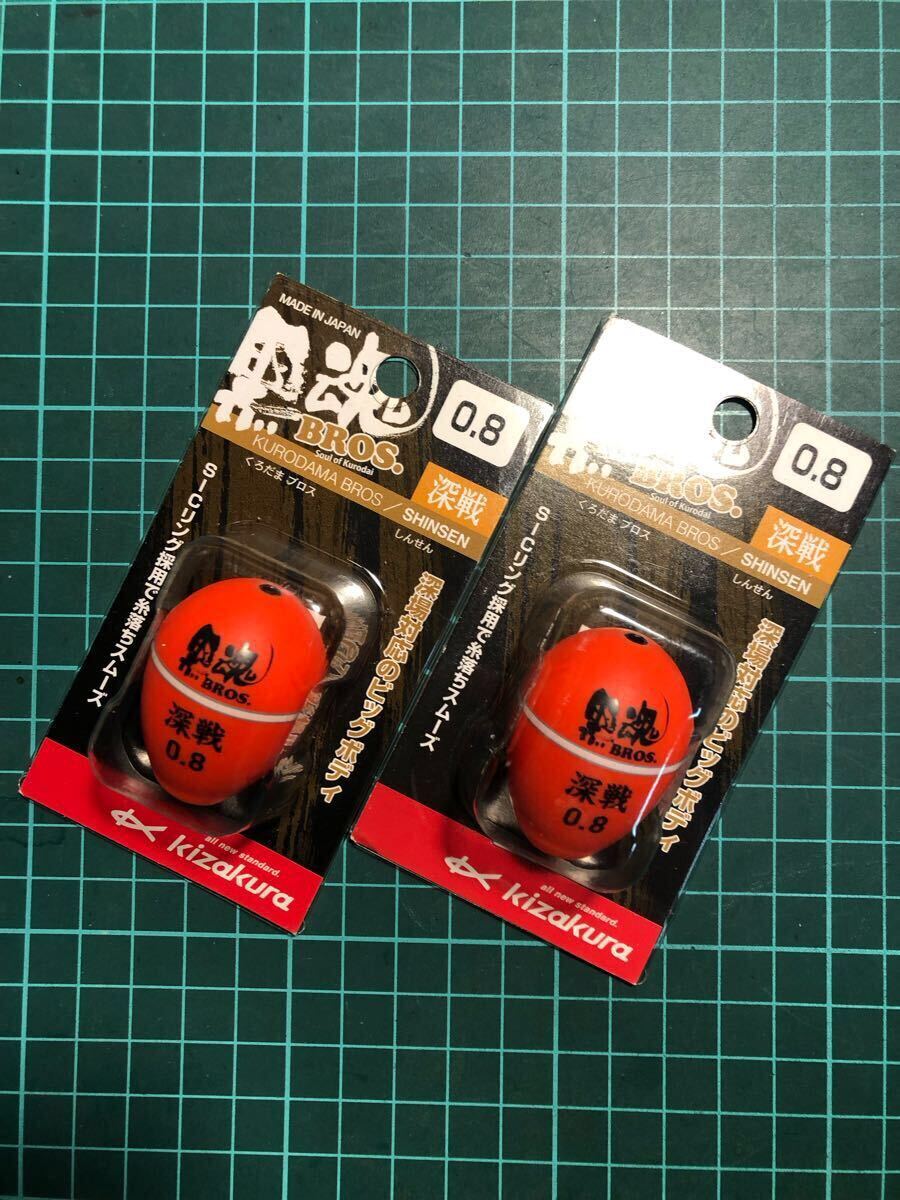 MADE IN JAPAN
黒魂
BROS.
Soul of Kurodai
0.8
KURODAMA BROS / SHINSEN
くろだま ブロス
しんせん
深戦
SICリング採用で糸落ちスムーズ
深場対応のビッグボディ
黒魂
BROS.
深戦
0.8
all new standard.
kizakura
BROS.
Soul of Kurodai
0.8
KURODAMA BROS / SHINSEN
くろだま ブロス
しんせん
深戦
SICリング採用で糸落ちスムーズ
深場対応のビッグボディ
黒魂
BROS.
深戦
0.8
all new standard.
kizakura